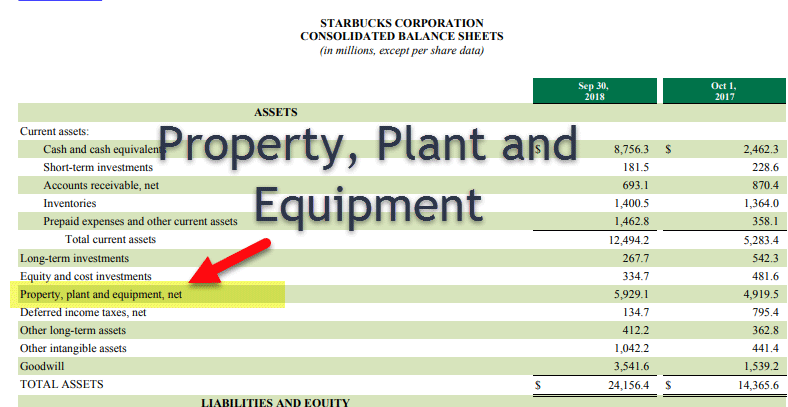 STARBUCKS CORPORATION
CONSOLIDATED BALANCE SHEETS
(in millions, except per share data)
Sep 30, 2018 Oct 1, 2017
ASSETS
Current assets:
Cash and cash equivalents $ 8,756.3 $ 2,462.3
Property, Plant and
Equipment
Short-term investments 181.5 228.6
Accounts receivable, net 693.1 870.4
Inventories 1,400.5 1,364.0
Prepaid expenses and other current assets 1,462.8 358.1
Total current assets 12,494.2 5,283.4
Long-term investments 267.7 542.3
Equity and cost investments 334.7 481.6
Property, plant and equipment, net 5,929.1 4,919.5
Deferred income taxes, net 134.7 795.4
Other long-term assets 412.2 362.8
Other intangible assets 1,042.2 441.4
Goodwill 3,541.6 1,539.2
TOTAL ASSETS $ 24,156.4 $ 14,365.6
LIABILITIES AND EQUITY